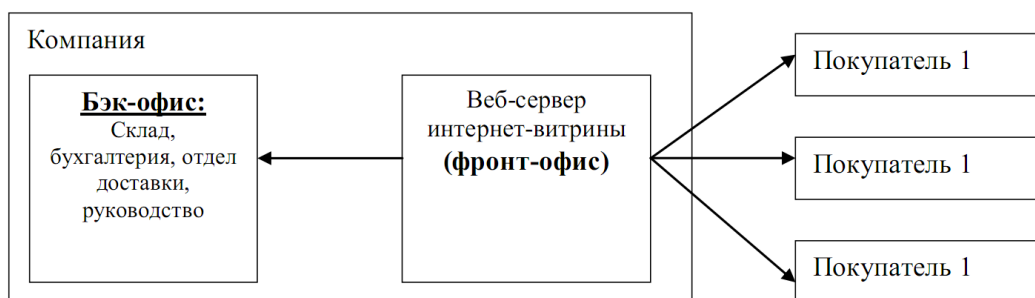 Компания
Бэк-офис:
Склад,
бухгалтерия, отдел
доставки,
руководство
Веб-сервер
интернет-витрины
(фронт-офис)
Покупатель 1
Покупатель 1
Покупатель 1